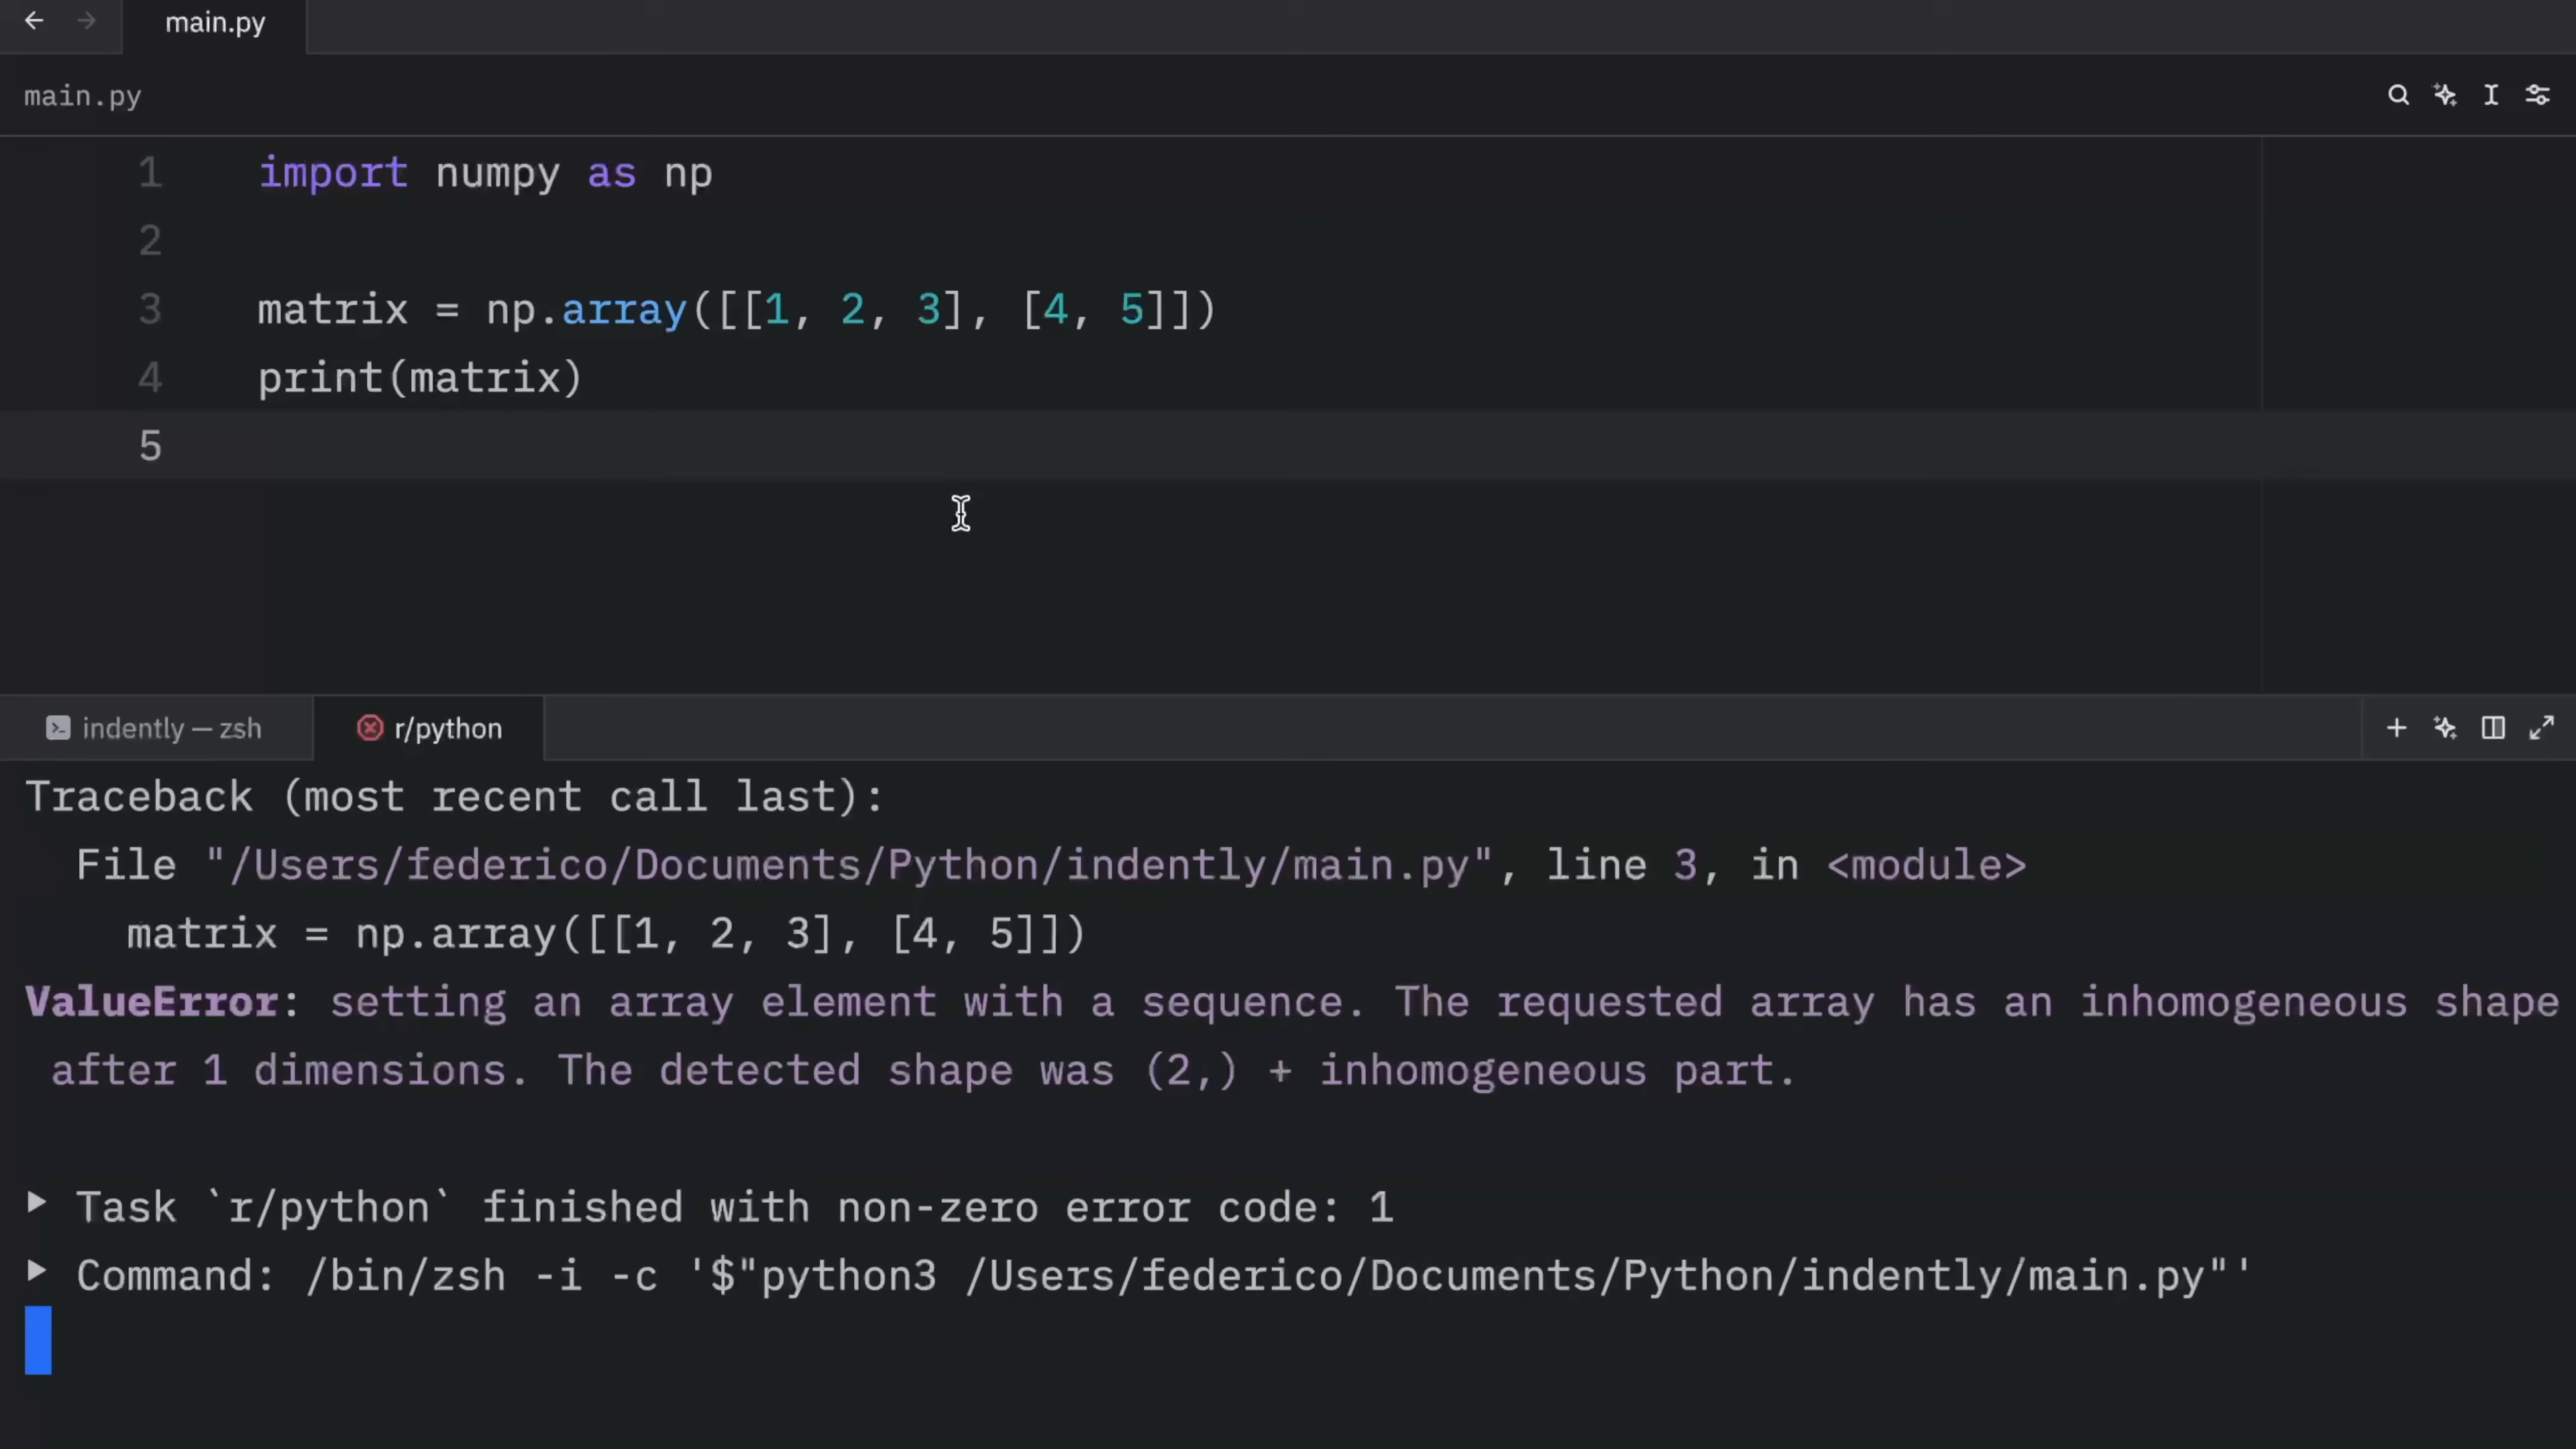 main.py
main.py
1 import numpy as np
2
3 matrix = np.array([[1, 2, 3], [4, 5]])
4 print(matrix)
5
indently — zsh
r/python
Traceback (most recent call last):
File "/Users/federico/Documents/Python/indently/main.py", line 3, in <module>
matrix = np.array([[1, 2, 3], [4, 5]])
ValueError: setting an array element with a sequence. The requested array has an inhomogeneous shape
after 1 dimensions. The detected shape was (2,) + inhomogeneous part.
Task `r/python` finished with non-zero error code: 1
Command: /bin/zsh -i -c '$"python3 /Users/federico/Documents/Python/indently/main.py"'